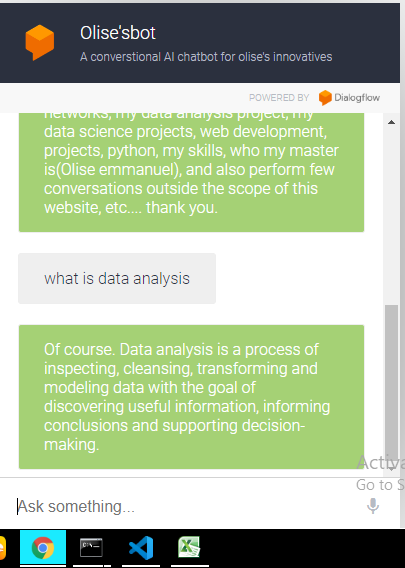 Olise'sbot
A converstional AI chatbot for olise's innovatives
POWERED BY Dialogflow
networks, my data analysis project, my
data science projects, web development,
projects, python, my skills, who my master
is(Olise emmanuel), and also perform few
conversations outside the scope of this
website, etc.... thank you.
what is data analysis
Of course. Data analysis is a process of
inspecting, cleansing, transforming and
modeling data with the goal of
discovering useful information, informing
conclusions and supporting decision-
making.
Activa
Go to S
Ask something...